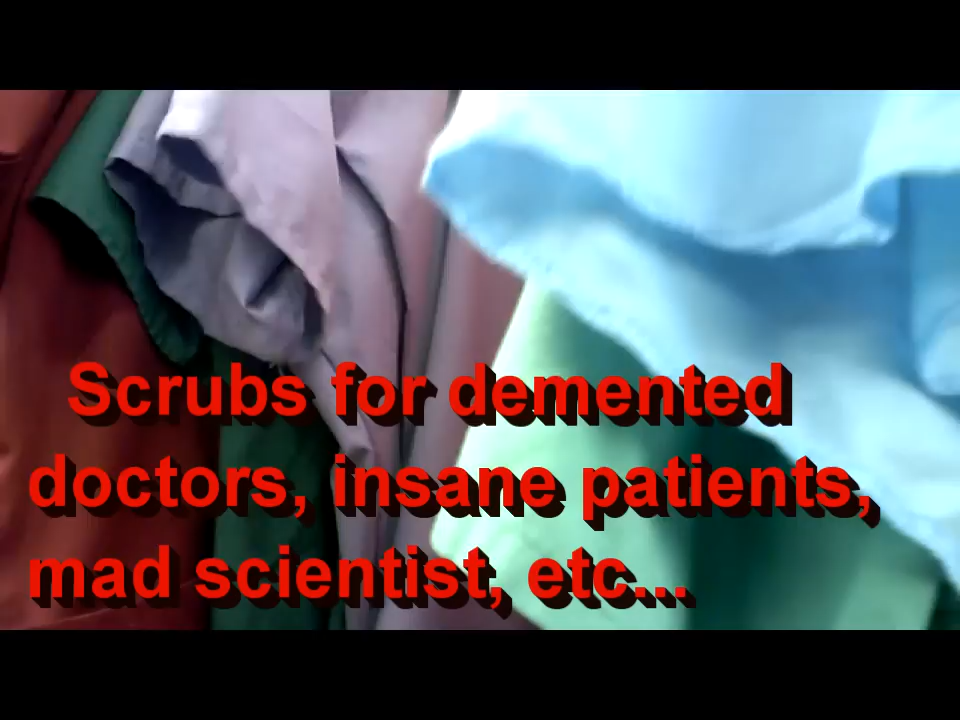 Scrubs for demented
doctors, insane patients,
mad scientist, etc...